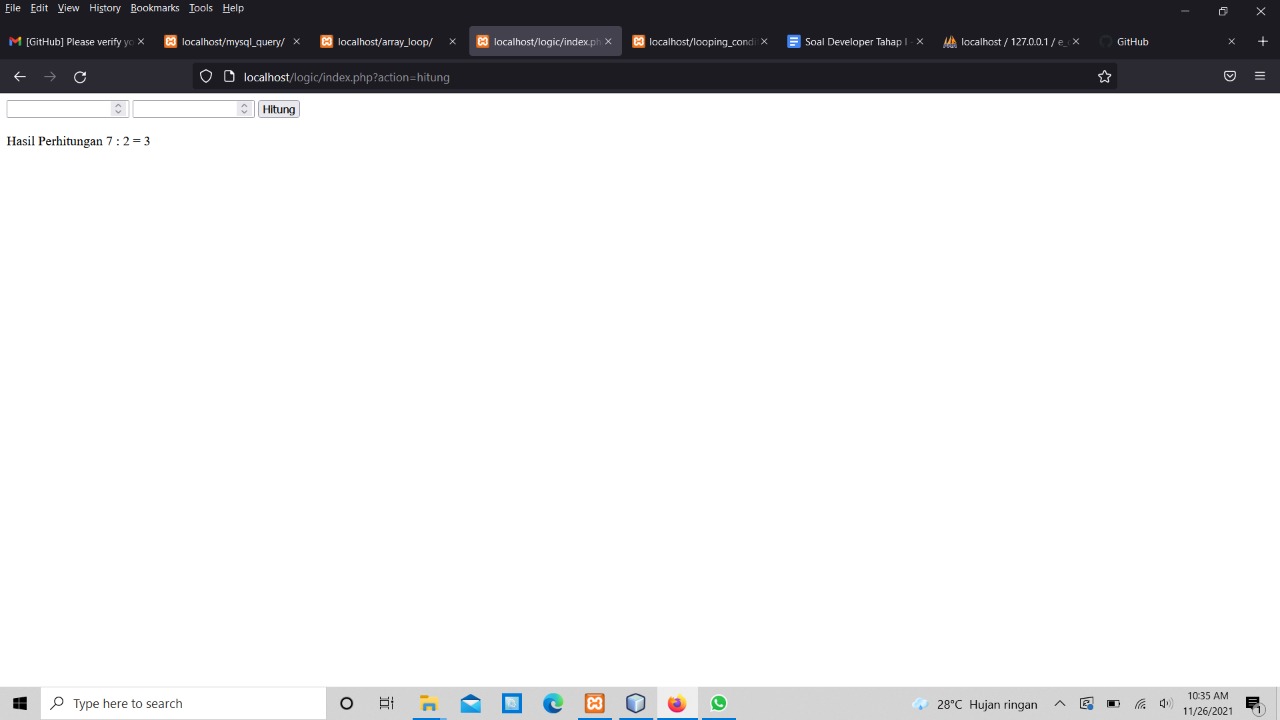 File Edit View History Bookmarks Tools Help
[GitHub] Please verify yo
localhost/mysql_query/
localhost/array_loop/
localhost/logic/index.ph
localhost/looping_condi
Soal Developer Tahap I -
localhost / 127.0.0.1 / e_c
GitHub
localhost/logic/index.php?action=hitung
Hitung
Hasil Perhitungan 7 : 2 = 3
Type here to search
28°C Hujan ringan
10:35 AM
11/26/2021
1